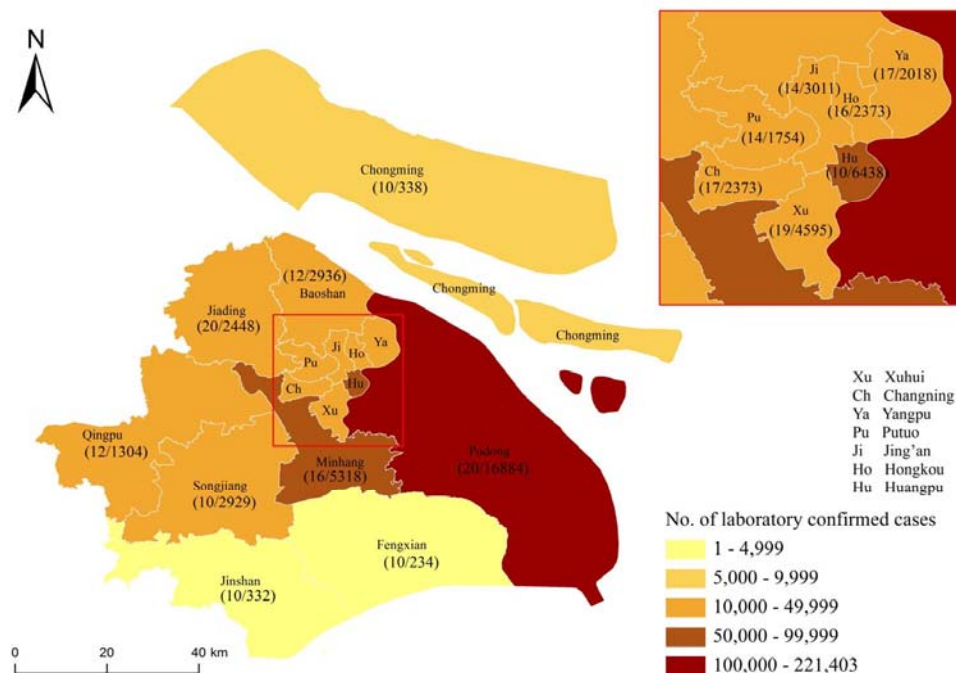 N
Chongming
(10/338)
Chongming
Chongming
(12/2936)
Baoshan
Jiading
(20/2448)
Ji
Ho
Ya
Pu
Ch
Hu
Xu
Qingpu
(12/1304)
Songjiang
(10/2929)
Minhang
(16/5318)
Pudong
(20/16884)
Fengxian
(10/234)
Jinshan
(10/332)
0 20 40 km
Ya
(17/2018)
Ji
(14/3011)
Ho
(16/2373)
Pu
(14/1754)
Hu
(10/6438)
Ch
(17/2373)
Xu
(19/4595)
Xu Xuhui
Ch Changning
Ya Yangpu
Pu Putuo
Ji Jing'an
Ho Hongkou
Hu Huangpu
No. of laboratory confirmed cases
1 - 4,999
5,000 - 9,999
10,000 - 49,999
50,000 - 99,999
100,000 - 221,403